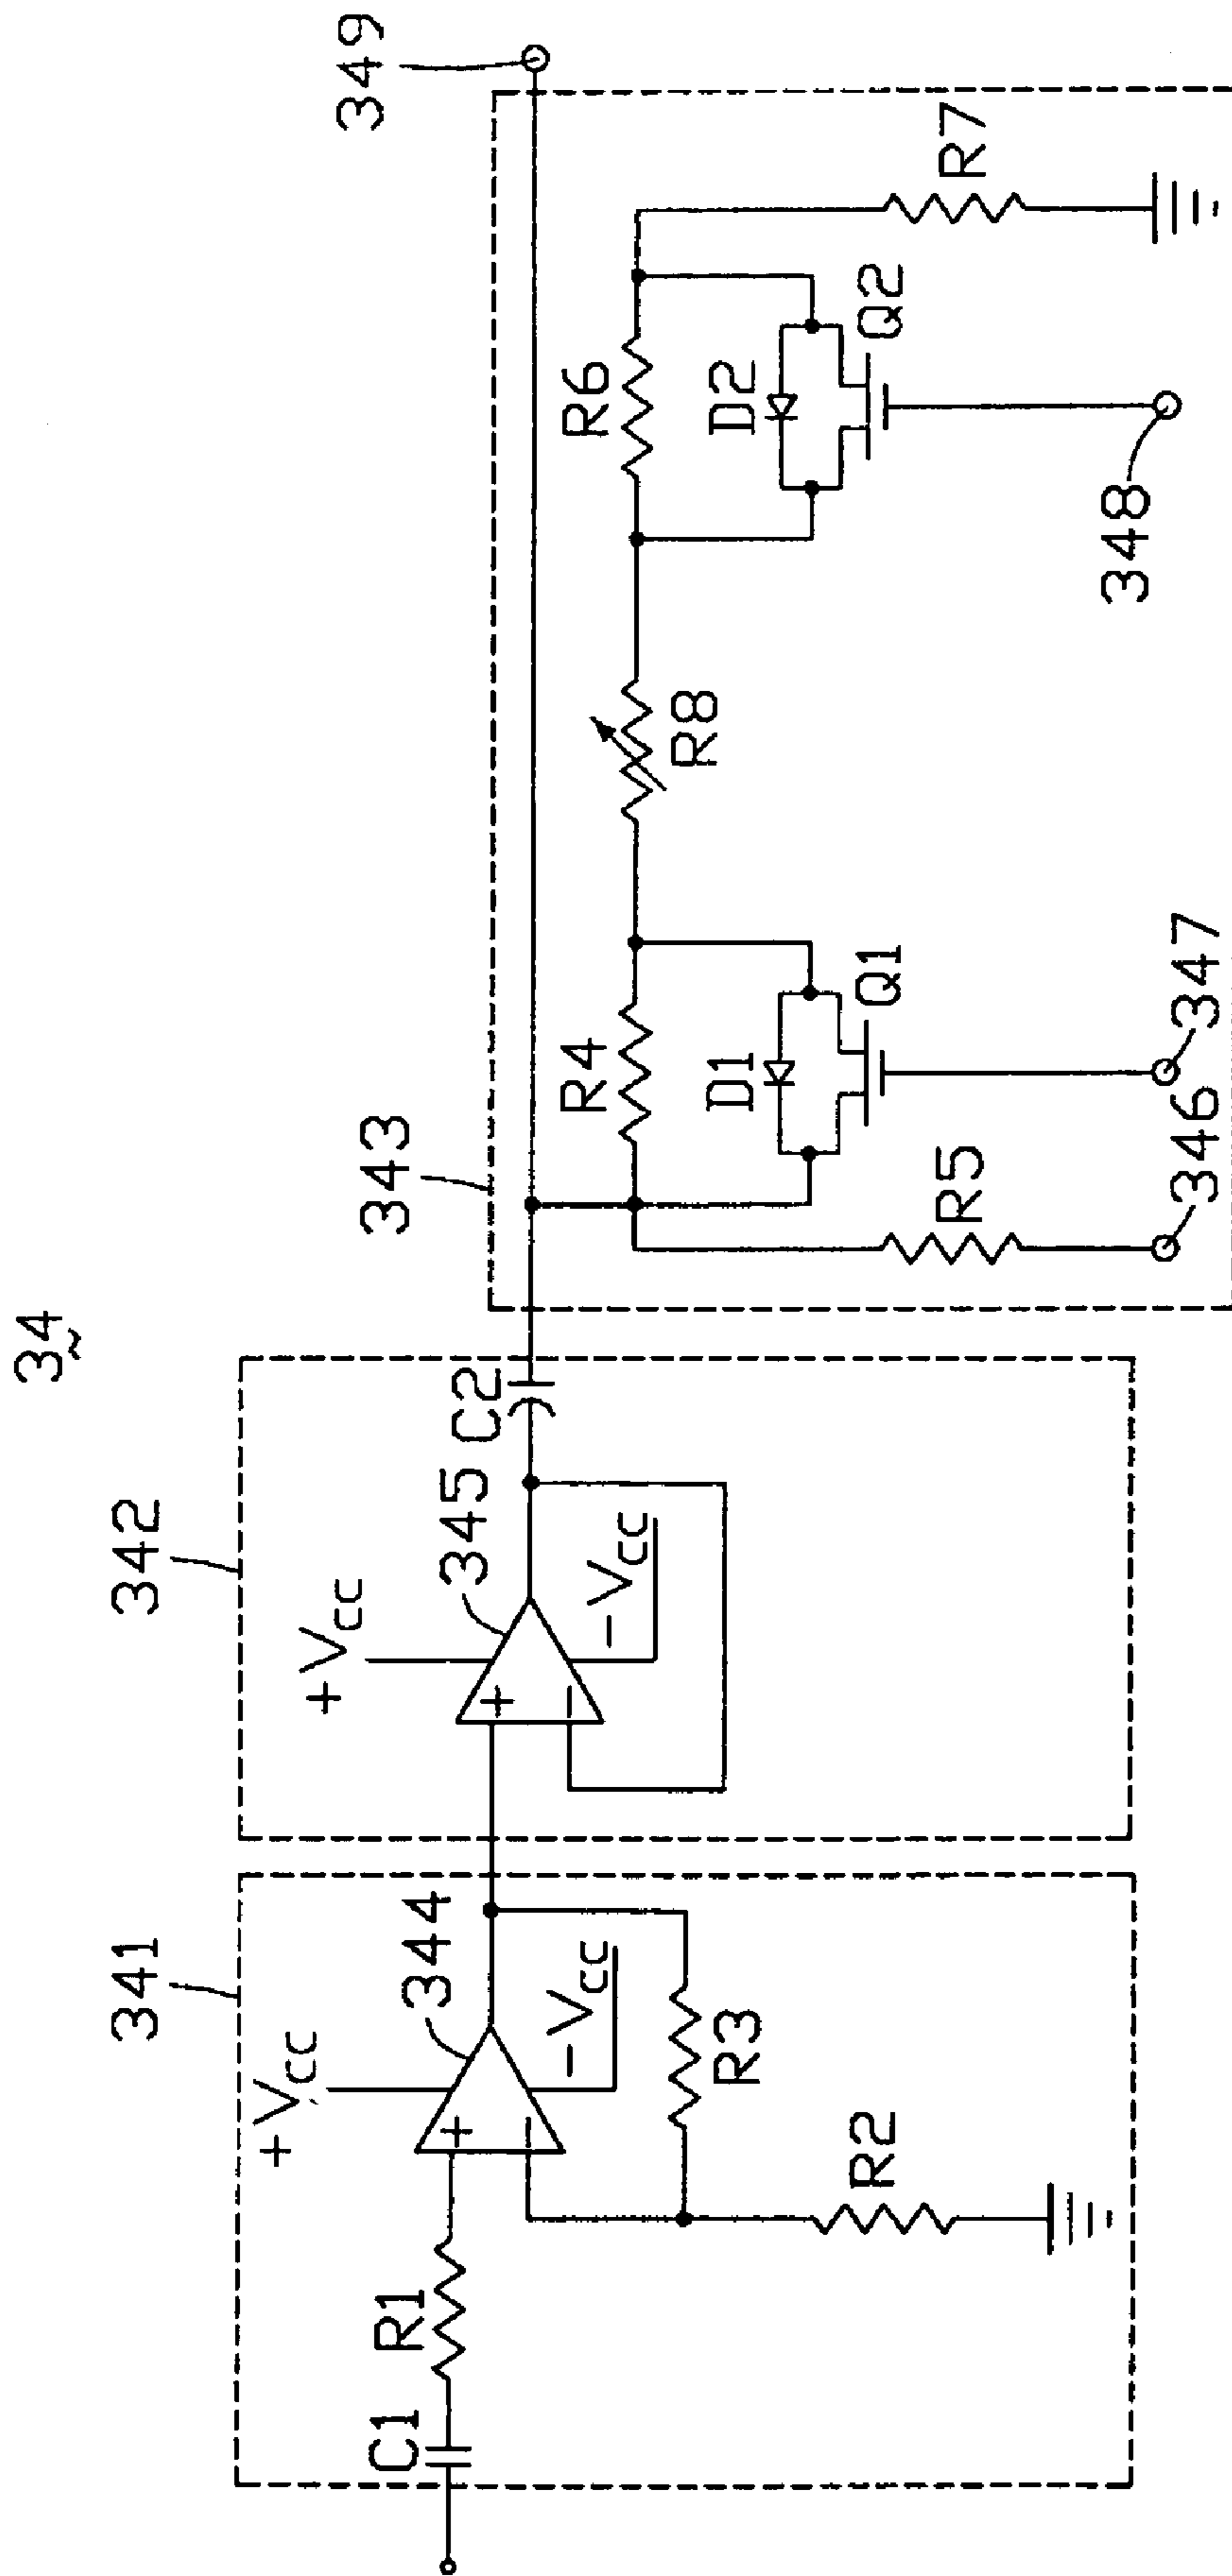 34
341
342
343
349
+VCC
344
-VCC
C1
R1
R3
R2
+VCC
345
-VCC
C2
R4
R8
R6
R7
D1
Q1
D2
Q2
R5
346
347
348
+
−
+
−